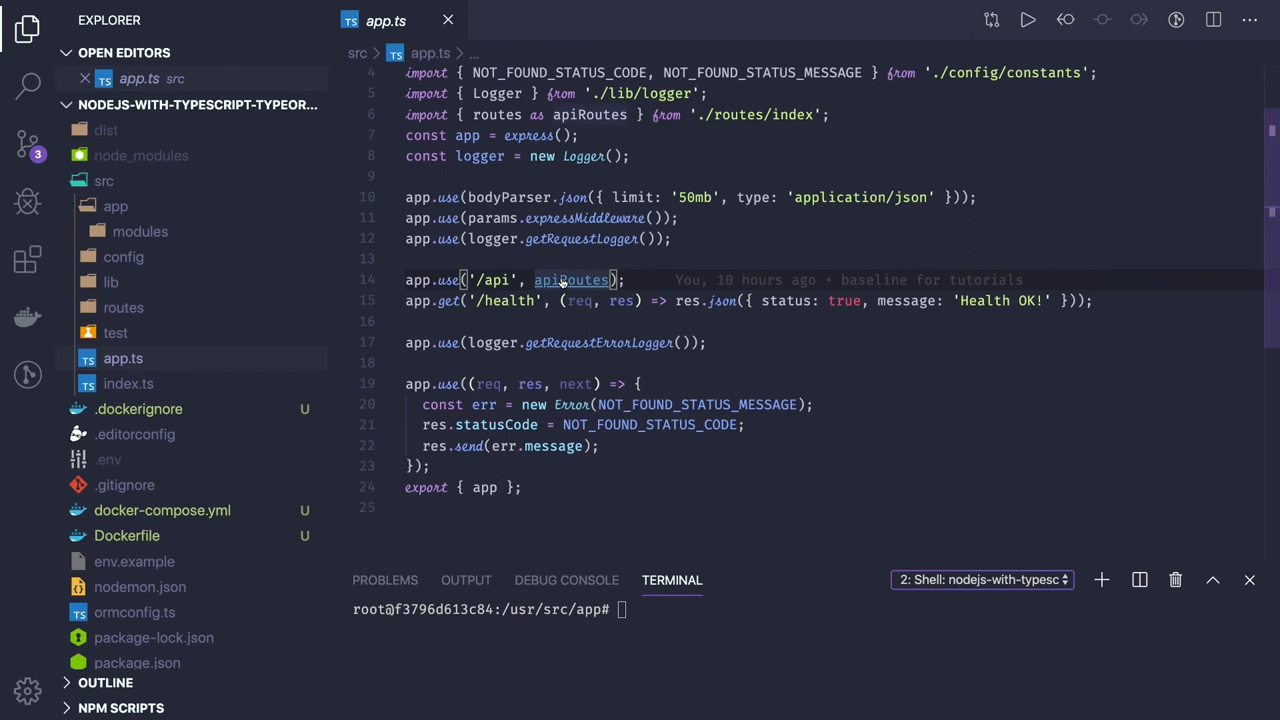 EXPLORER
OPEN EDITORS
TS app.ts src
NODEJS-WITH-TYPESCRIPT-TYPEOR...
dist
node_modules
src
app
modules
config
lib
routes
test
TS app.ts
TS index.ts
.dockerignore U
.editorconfig
.env
.gitignore
docker-compose.yml U
Dockerfile U
env.example
nodemon.json
TS ormconfig.ts
package-lock.json
package.json
OUTLINE
NPM SCRIPTS
3
TS app.ts
src > TS app.ts > ...
4 import { NOT_FOUND_STATUS_CODE, NOT_FOUND_STATUS_MESSAGE } from './config/constants';
5 import { Logger } from './lib/logger';
6 import { routes as apiRoutes } from './routes/index';
7 const app = express();
8 const logger = new Logger();
9
10 app.use(bodyParser.json({ limit: '50mb', type: 'application/json' }));
11 app.use(params.expressMiddleware());
12 app.use(logger.getRequestLogger());
13
14 app.use('/api', apiRoutes); You, 10 hours ago • baseline for tutorials
15 app.get('/health', (req, res) => res.json({ status: true, message: 'Health OK!' }));
16
17 app.use(logger.getRequestErrorLogger());
18
19 app.use((req, res, next) => {
20 const err = new Error(NOT_FOUND_STATUS_MESSAGE);
21 res.statusCode = NOT_FOUND_STATUS_CODE;
22 res.send(err.message);
23 });
24 export { app };
25
PROBLEMS OUTPUT DEBUG CONSOLE TERMINAL 2: Shell: nodejs-with-typesc
root@f3796d613c84:/usr/src/app#